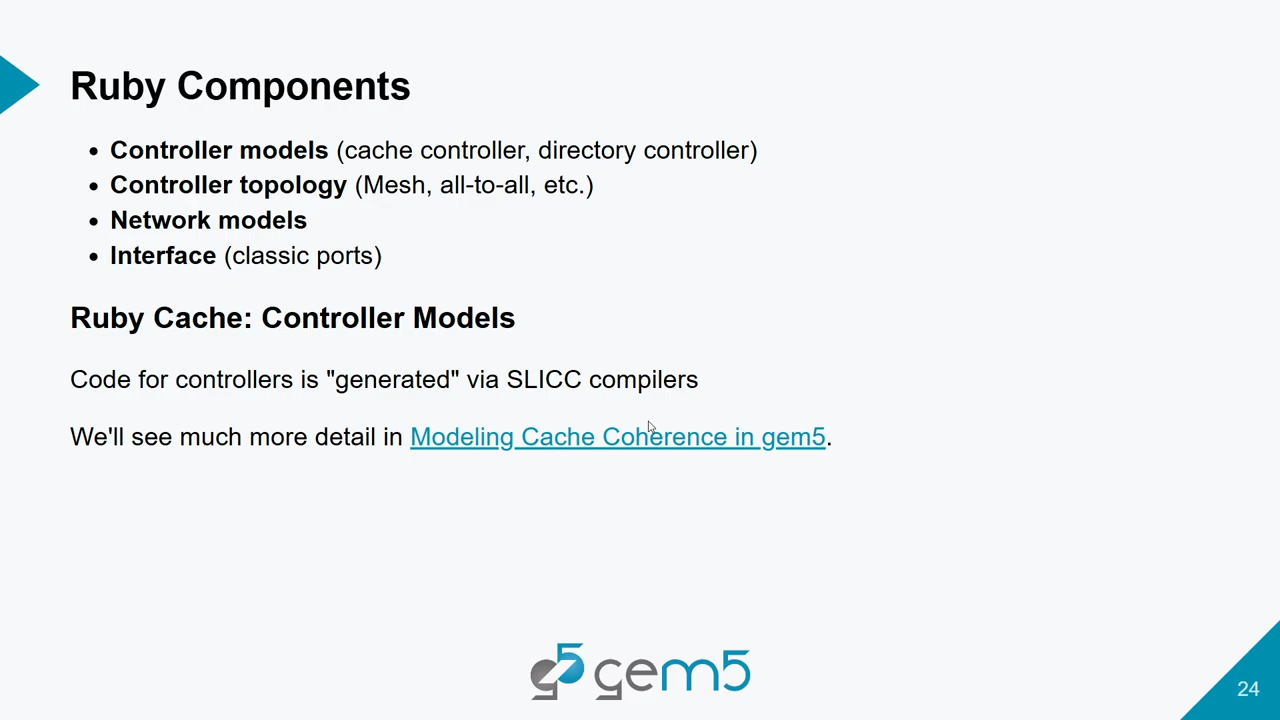 Ruby Components
• Controller models (cache controller, directory controller)
• Controller topology (Mesh, all-to-all, etc.)
• Network models
• Interface (classic ports)
Ruby Cache: Controller Models
Code for controllers is "generated" via SLICC compilers
We'll see much more detail in Modeling Cache Coherence in gem5.
g5 gem5
24